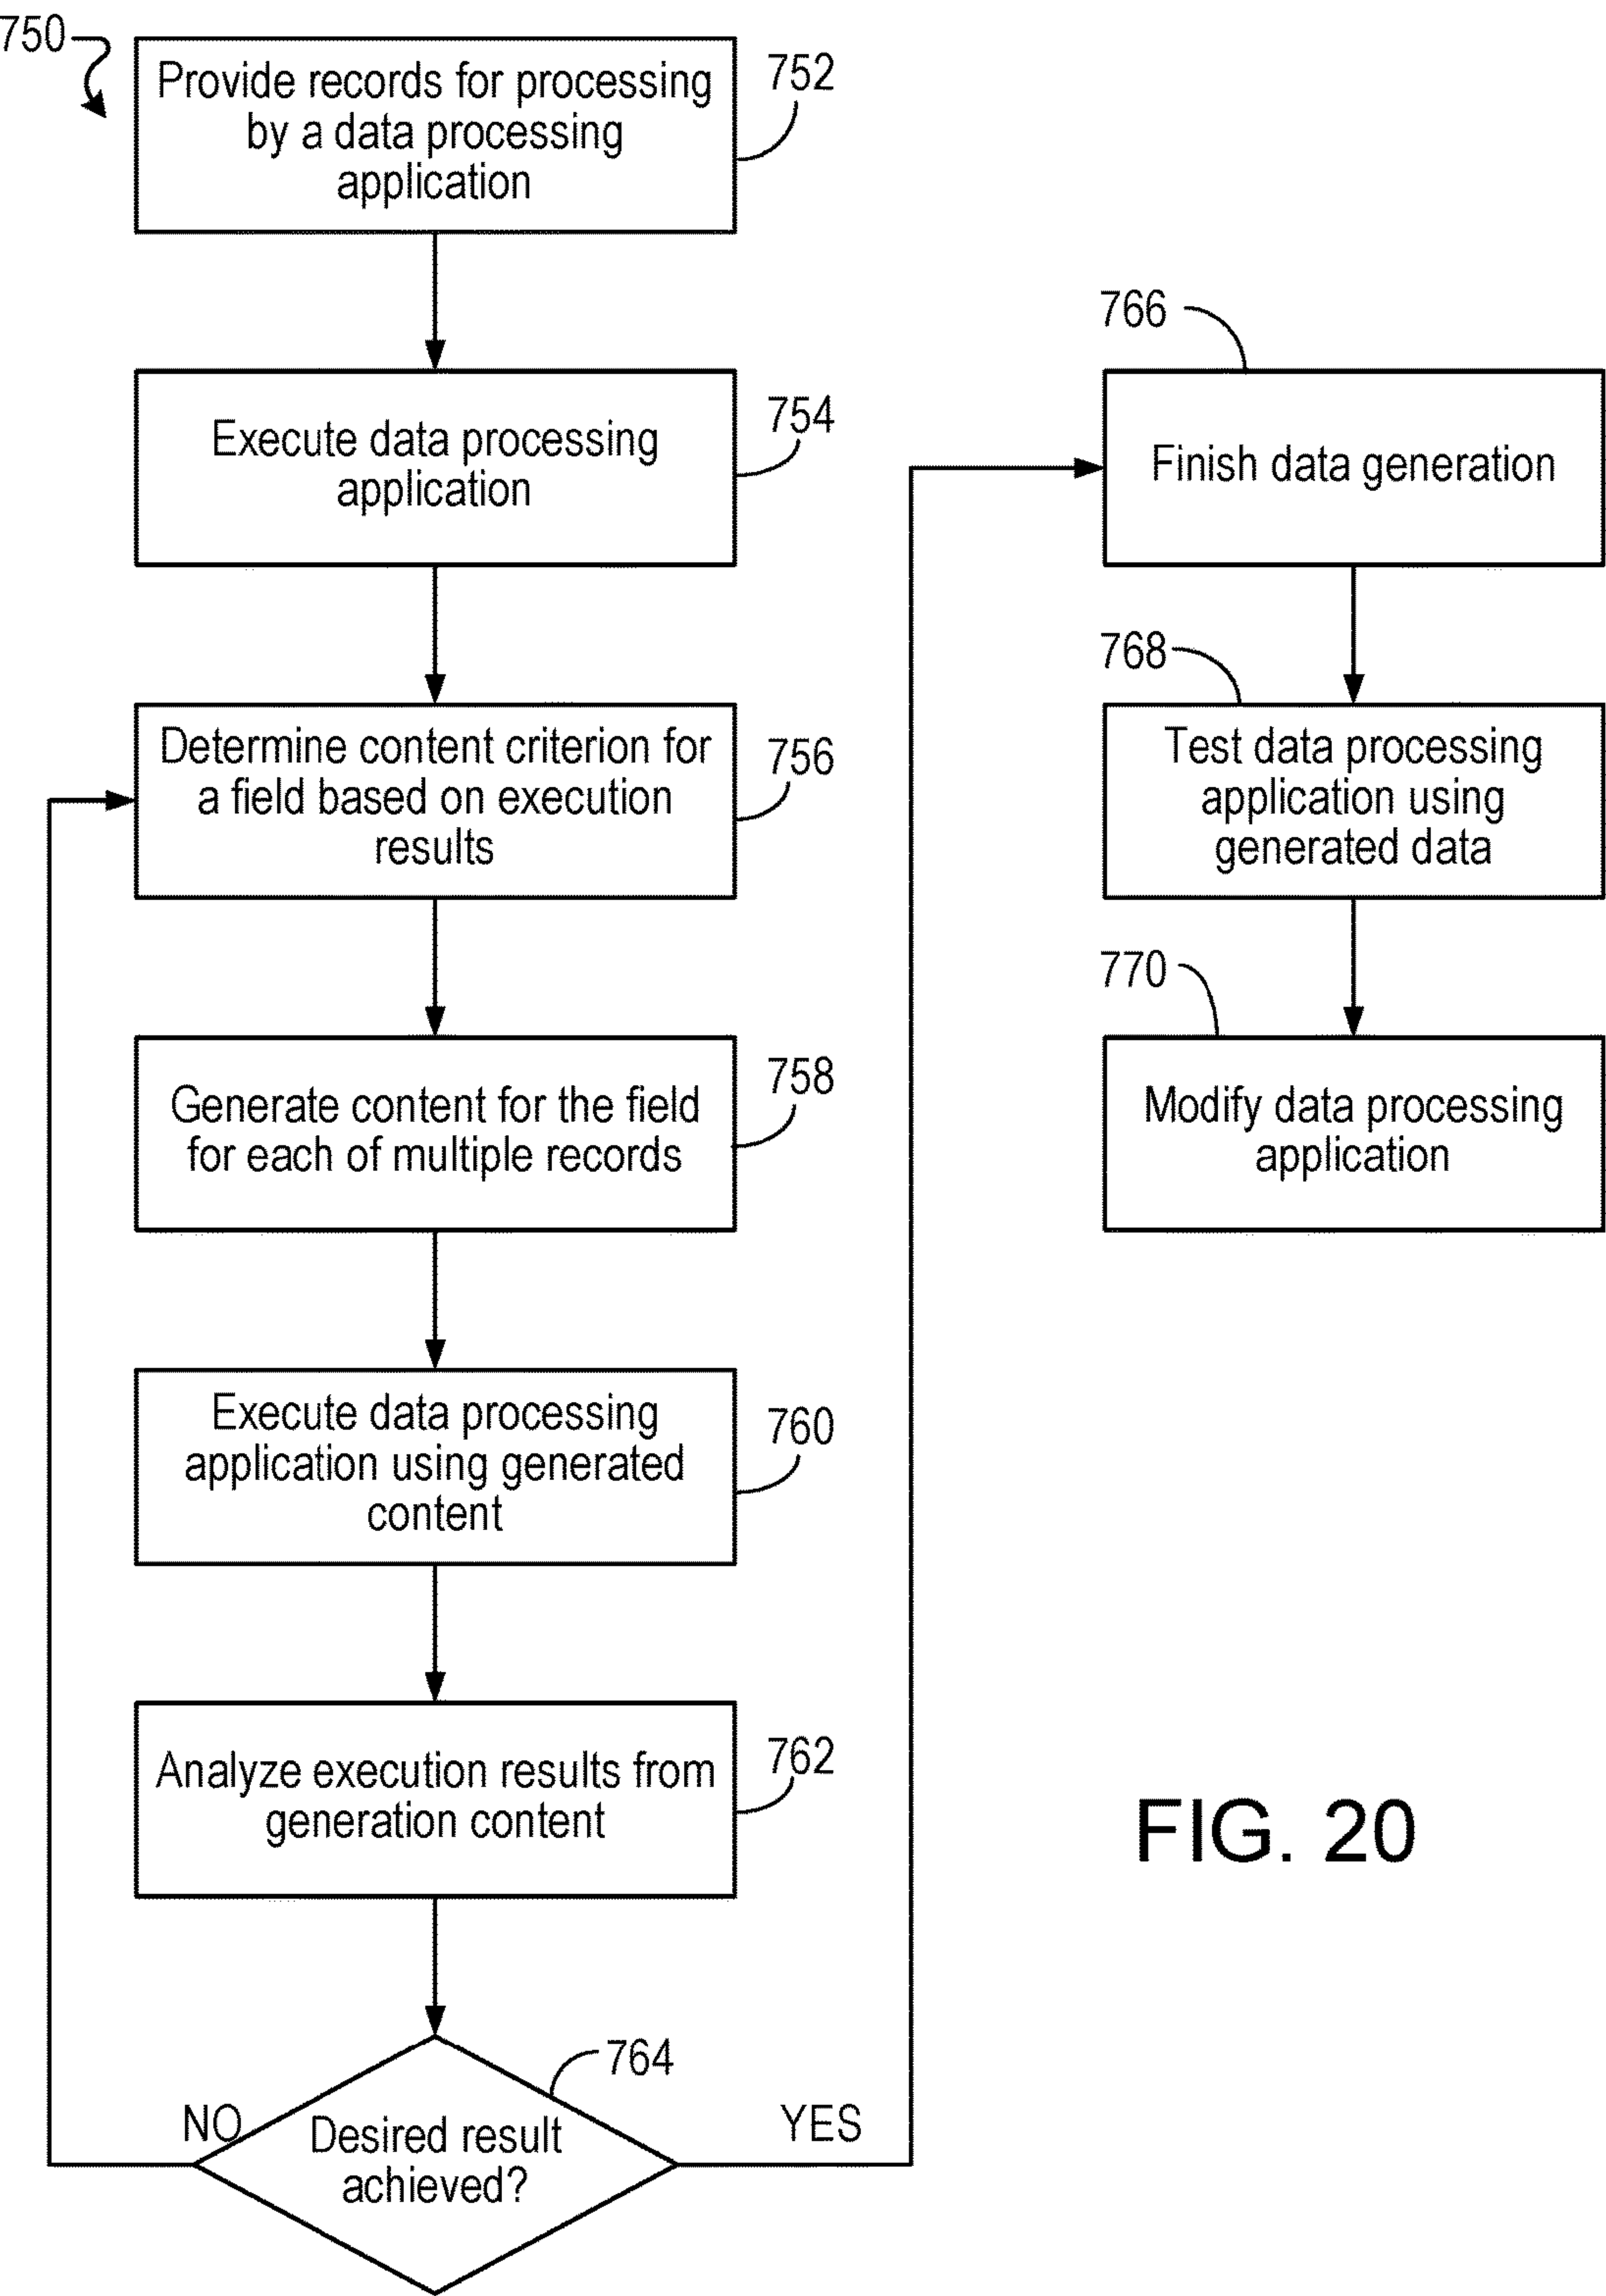 750
Provide records for processing
by a data processing
application
752
Execute data processing
application
754
Determine content criterion for
a field based on execution
results
756
Generate content for the field
for each of multiple records
758
Execute data processing
application using generated
content
760
Analyze execution results from
generation content
762
764
Desired result
achieved?
NO
YES
766
Finish data generation
768
Test data processing
application using
generated data
770
Modify data processing
application
FIG. 20